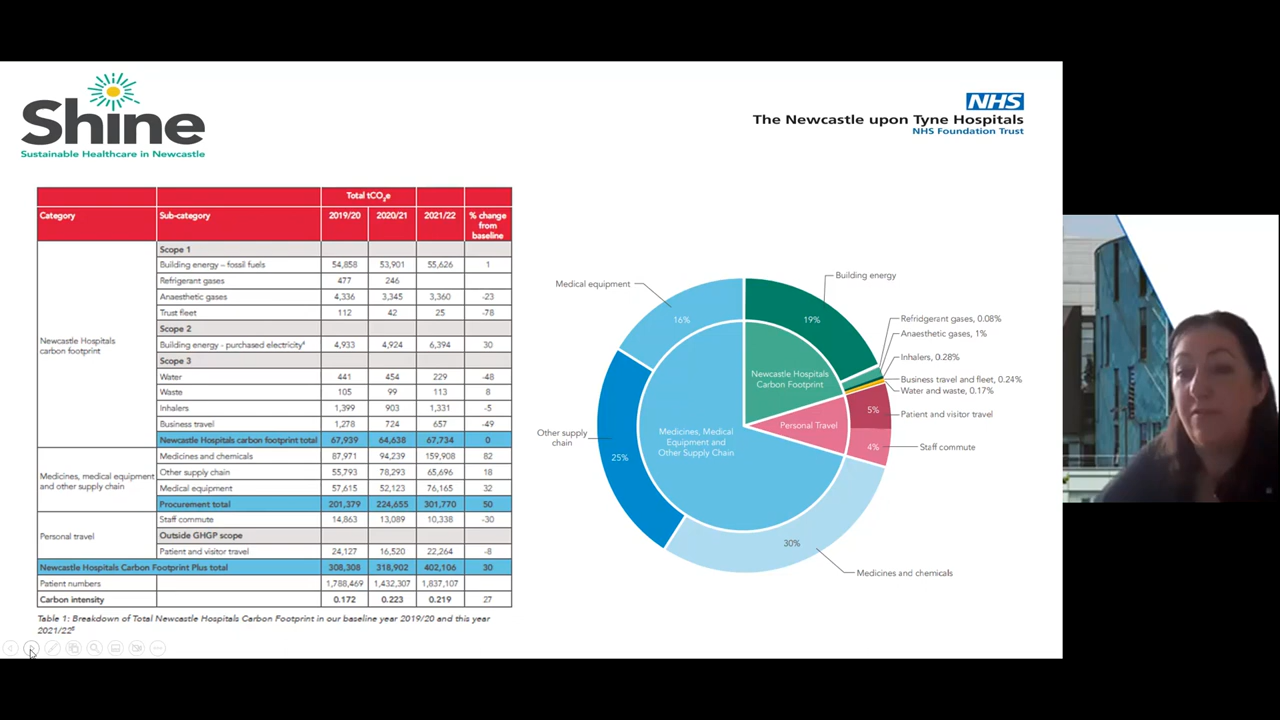 Shine
Sustainable Healthcare in Newcastle
NHS
The Newcastle upon Tyne Hospitals
NHS Foundation Trust
Total tCO₂e
Category Sub-category 2019/20 2020/21 2021/22 % change from baseline
Newcastle Hospitals carbon footprint
Scope 1
Building energy – fossil fuels 54,858 53,901 55,626 1
Refrigerant gases 477 246
Anaesthetic gases 4,336 3,345 3,360 -23
Trust fleet 112 42 25 -78
Scope 2
Building energy - purchased electricity⁴ 4,933 4,924 6,394 30
Scope 3
Water 441 454 229 -48
Waste 105 99 113 8
Inhalers 1,399 903 1,331 -5
Business travel 1,278 724 657 -49
Newcastle Hospitals carbon footprint total 67,939 64,638 67,734 0
Medicines, medical equipment and other supply chain
Medicines and chemicals 87,971 94,239 159,908 82
Other supply chain 55,793 78,293 65,696 18
Medical equipment 57,615 52,123 76,165 32
Procurement total 201,379 224,655 301,770 50
Personal travel
Staff commute 14,863 13,089 10,338 -30
Outside GHGP scope
Patient and visitor travel 24,127 16,520 22,264 -8
Newcastle Hospitals Carbon Footprint Plus total 308,308 318,902 402,106 30
Patient numbers 1,788,469 1,432,307 1,837,107
Carbon intensity 0.172 0.223 0.219 27
Table 1: Breakdown of Total Newcastle Hospitals Carbon Footprint in our baseline year 2019/20 and this year
2021/22⁸
Building energy
Medical equipment
16%
19%
Refridgerant gases, 0.08%
Anaesthetic gases, 1%
Inhalers, 0.28%
Business travel and fleet, 0.24%
Water and waste, 0.17%
Newcastle Hospitals
Carbon Footprint
5%
Patient and visitor travel
Personal Travel
4%
Staff commute
Medicines, Medical
Equipment and
Other Supply Chain
Other supply
chain
25%
30%
Medicines and chemicals